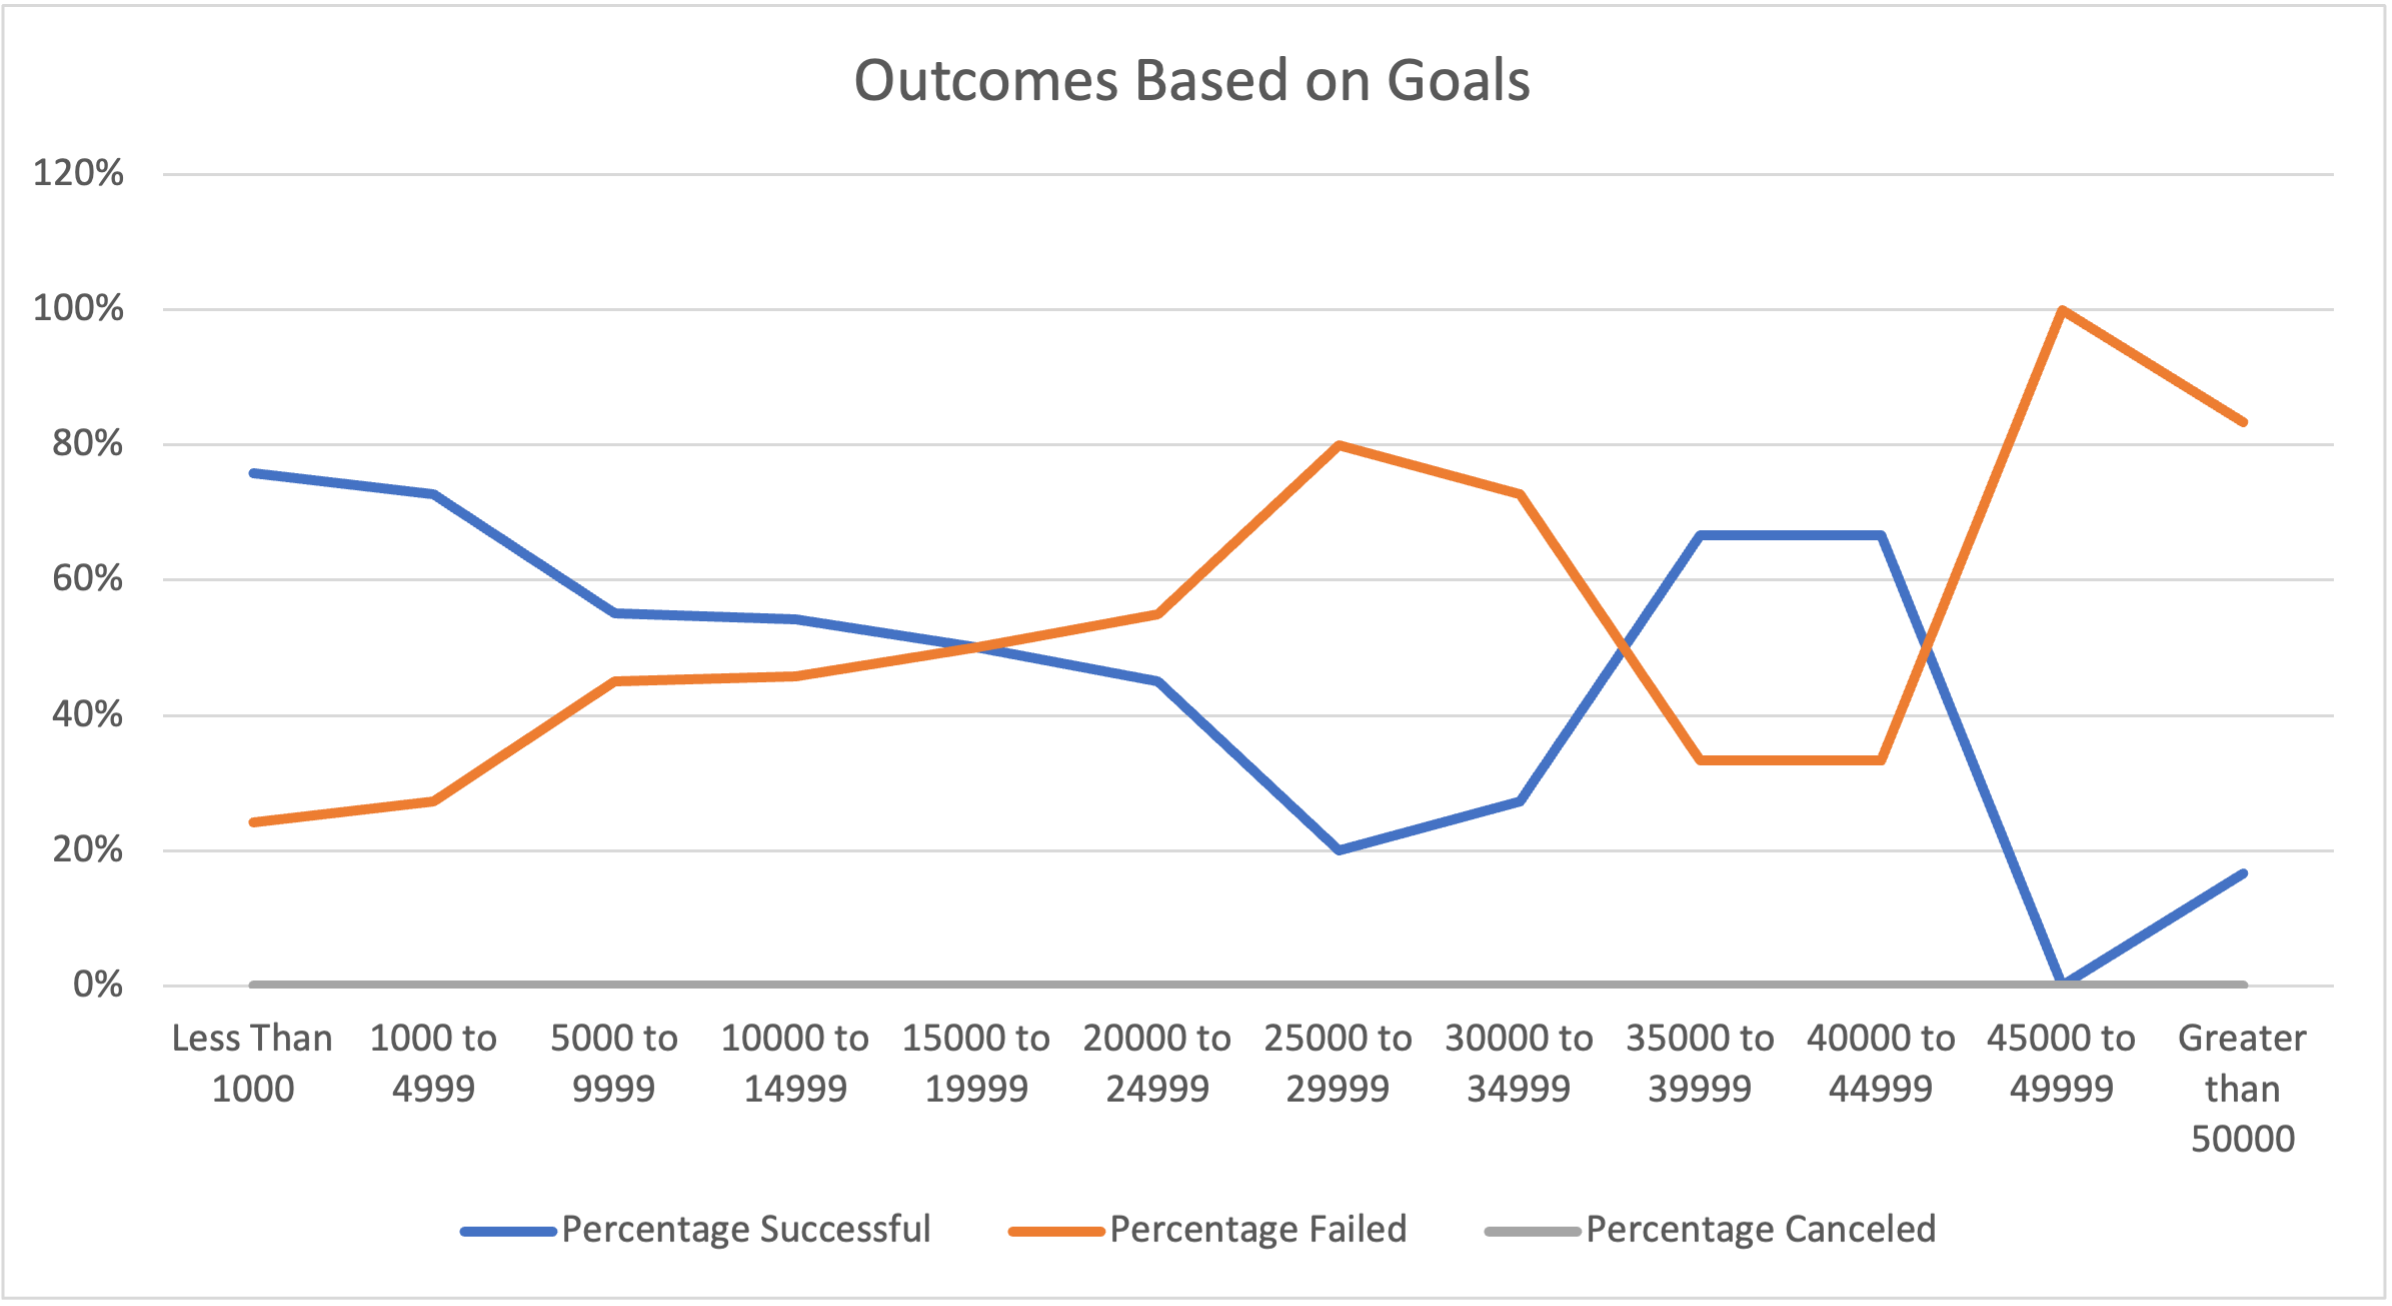 Outcomes Based on Goals
120%
100%
80%
60%
40%
20%
0%
Less Than
1000
1000 to
4999
5000 to
9999
10000 to
14999
15000 to
19999
20000 to
24999
25000 to
29999
30000 to
34999
35000 to
39999
40000 to
44999
45000 to
49999
Greater
than
50000
Percentage Successful
Percentage Failed
Percentage Canceled